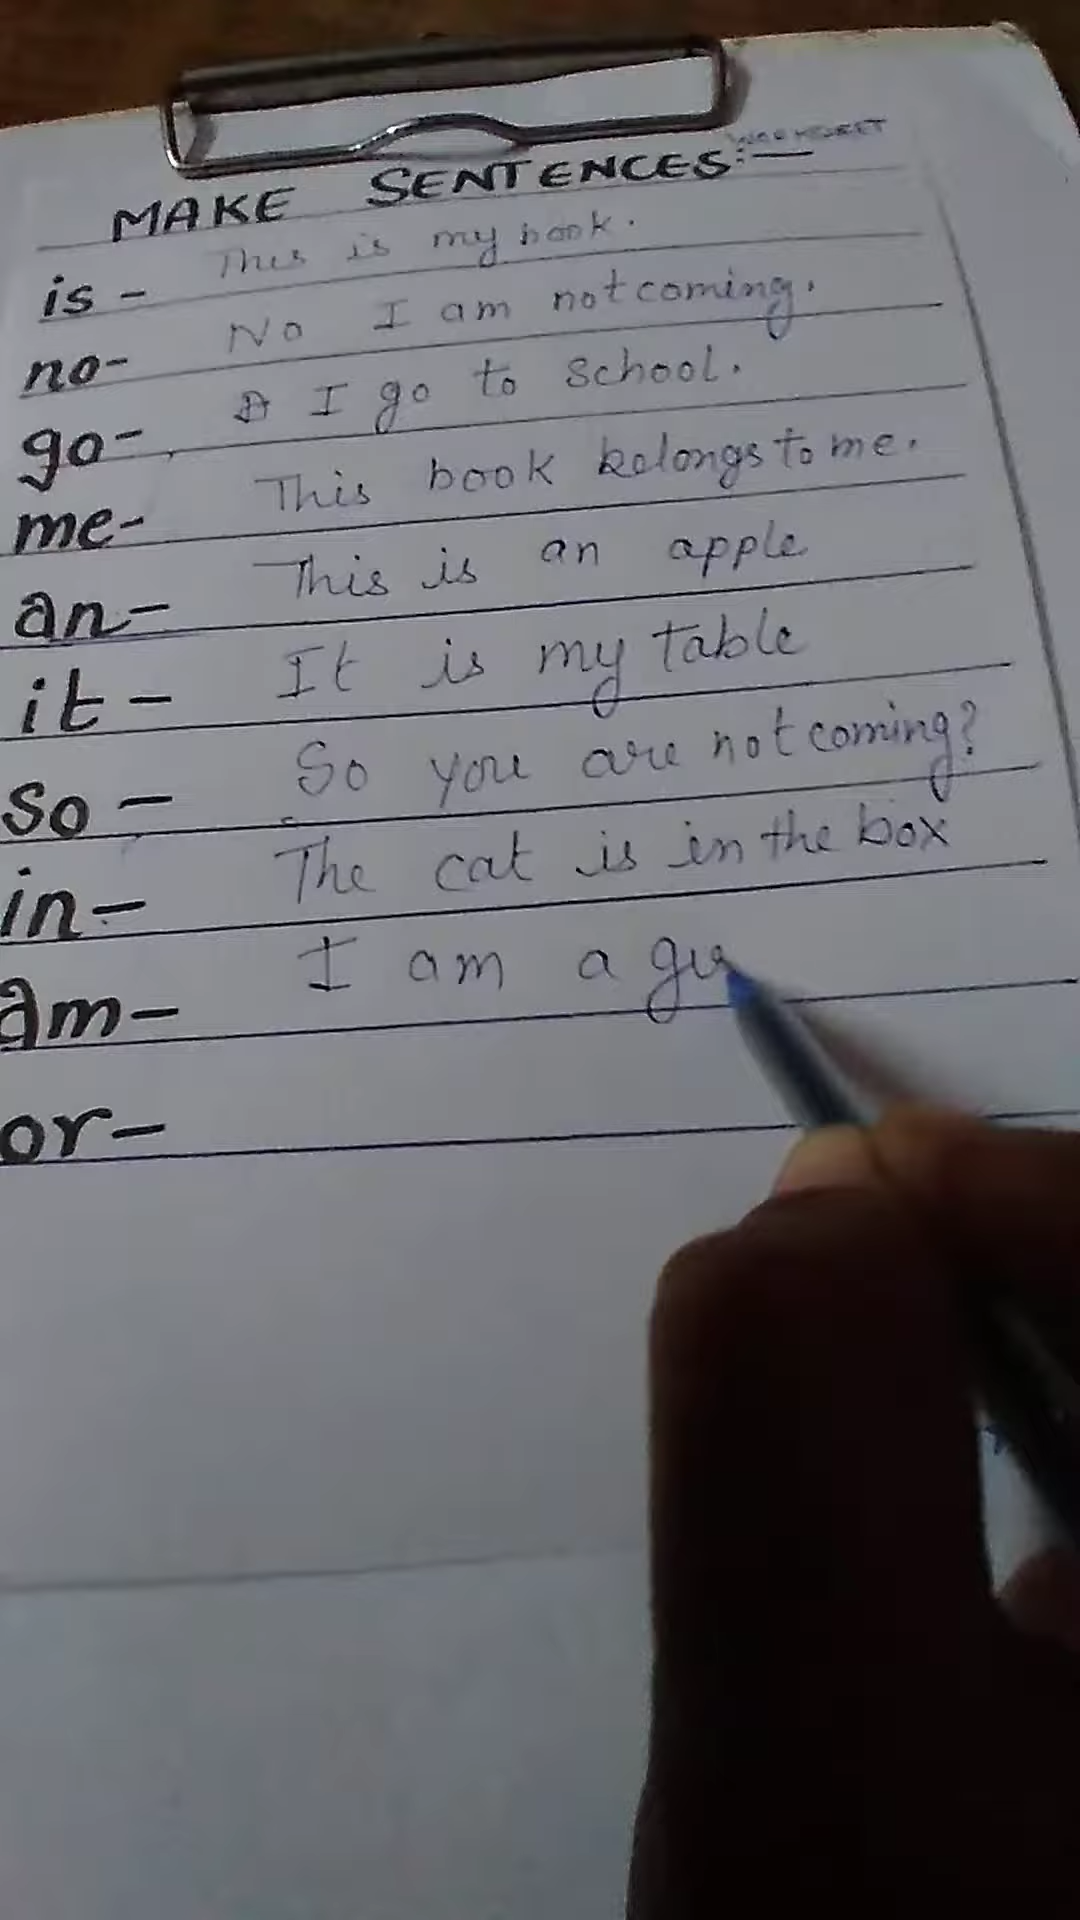 WORKSHEET
MAKE SENTENCES:-
is - This is my book.
no- No I am not coming.
go- I go to school.
me- This book belongs to me.
an- This is an apple
it- It is my table
so- So you are not coming?
in- The cat is in the box
am- I am a
or-